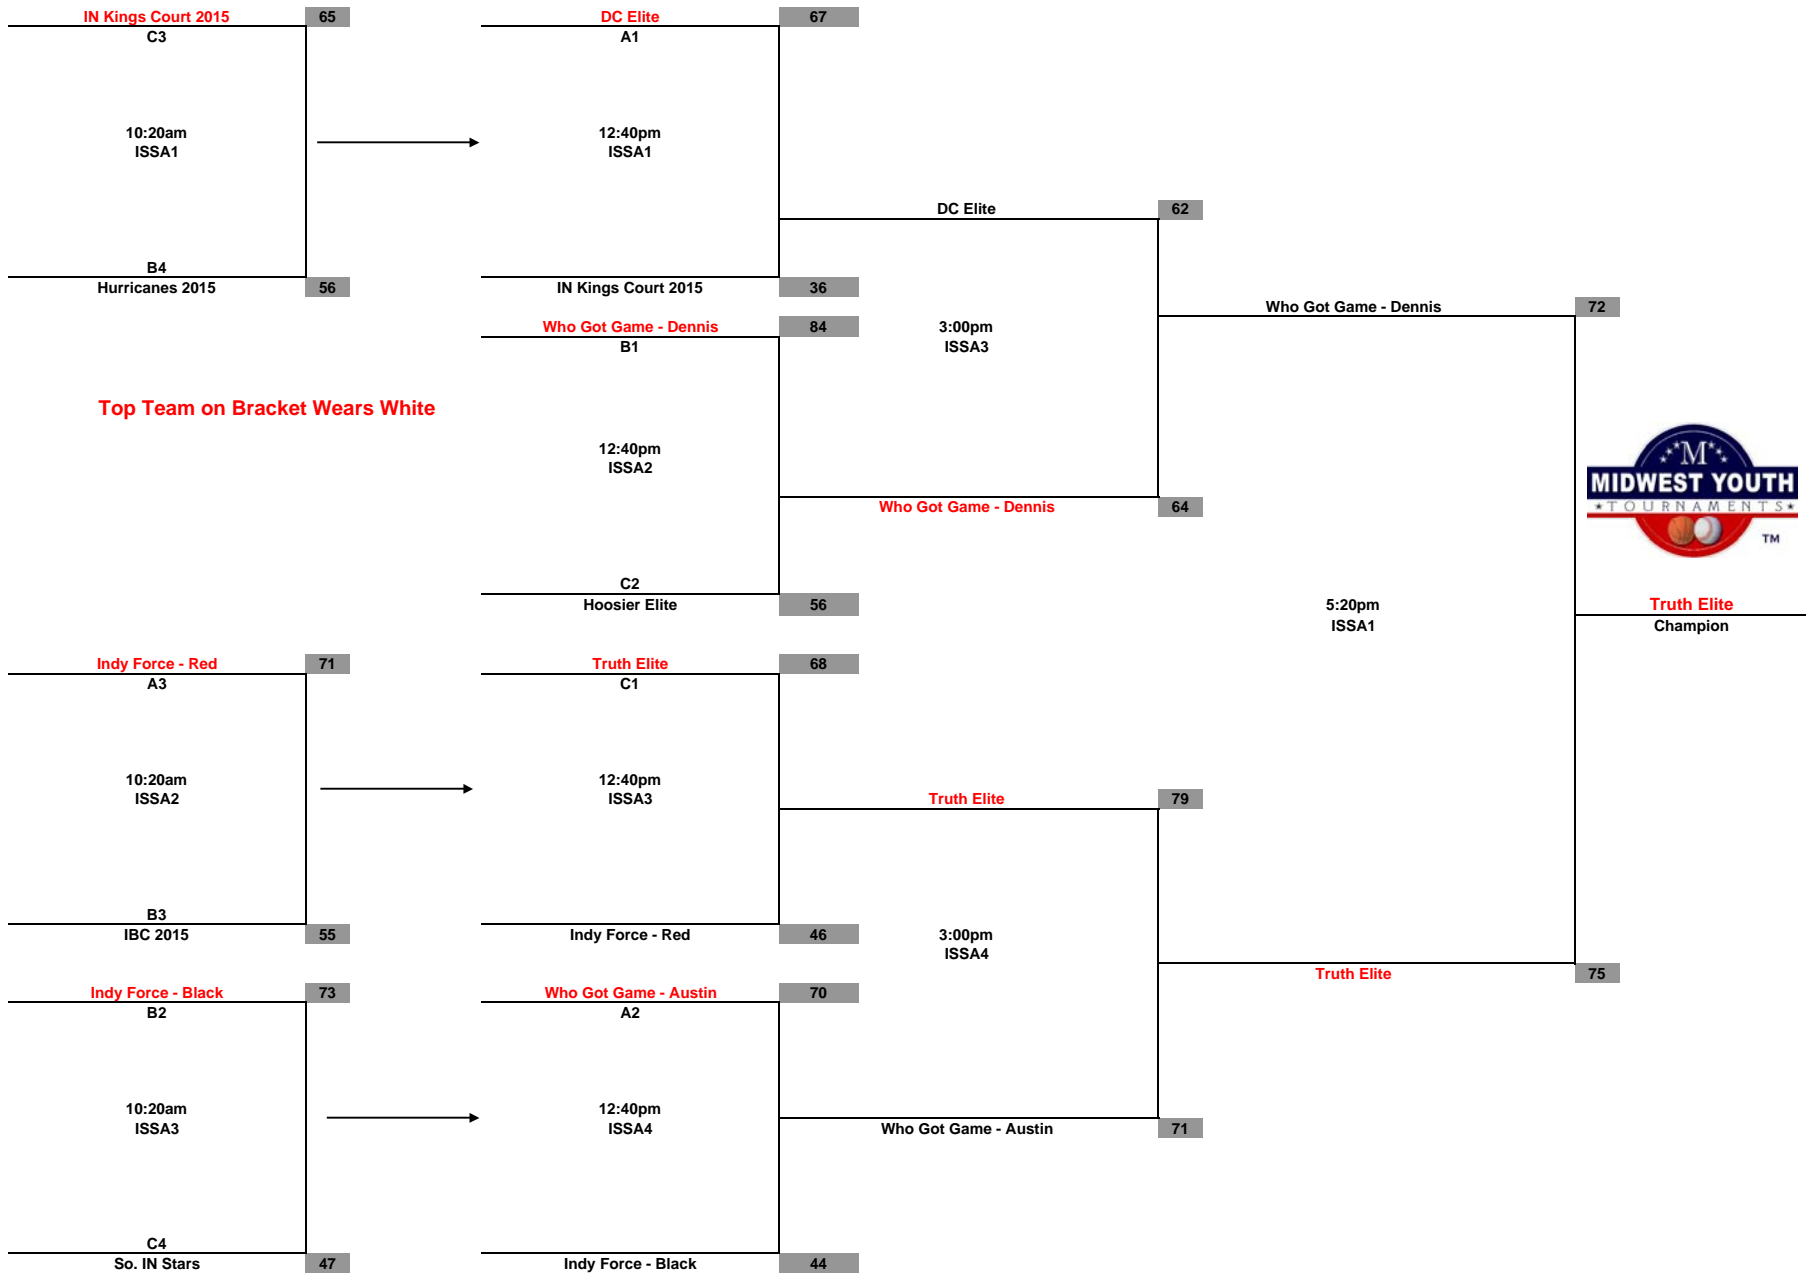 IN Kings Court 2015 65
C3
10:20am
ISSA1
B4
Hurricanes 2015 56
DC Elite 67
A1
12:40pm
ISSA1
IN Kings Court 2015 36
Who Got Game - Dennis 84
B1
Top Team on Bracket Wears White
12:40pm
ISSA2
C2
Hoosier Elite 56
DC Elite 62
3:00pm
ISSA3
Who Got Game - Dennis 64
Indy Force - Red 71
A3
10:20am
ISSA2
B3
IBC 2015 55
Truth Elite 68
C1
12:40pm
ISSA3
Indy Force - Red 46
Indy Force - Black 73
B2
10:20am
ISSA3
C4
So. IN Stars 47
Who Got Game - Austin 70
A2
12:40pm
ISSA4
Indy Force - Black 44
Truth Elite 79
3:00pm
ISSA4
Who Got Game - Austin 71
Who Got Game - Dennis 72
5:20pm
ISSA1
Truth Elite 75
M
MIDWEST YOUTH
TOURNAMENTS
TM
Truth Elite
Champion